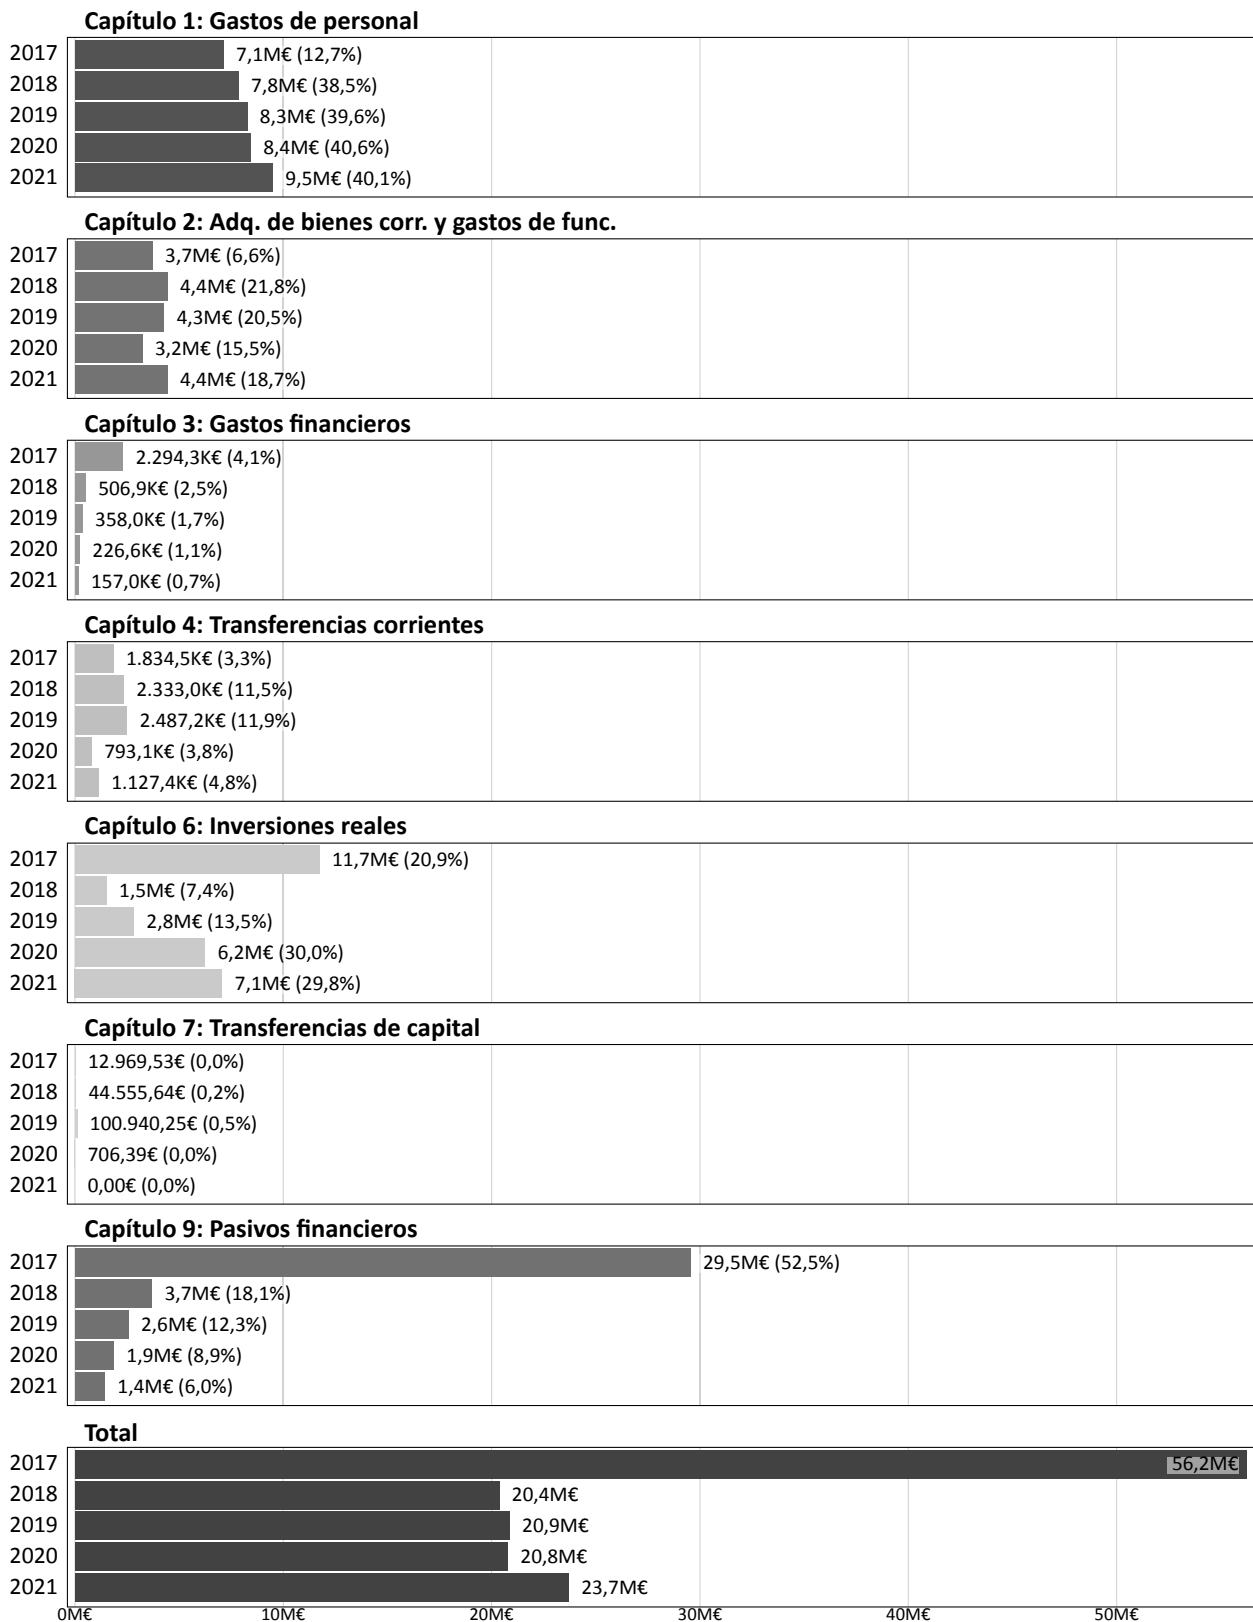 Capítulo 1: Gastos de personal
2017 7,1M€ (12,7%)
2018 7,8M€ (38,5%)
2019 8,3M€ (39,6%)
2020 8,4M€ (40,6%)
2021 9,5M€ (40,1%)
Capítulo 2: Adq. de bienes corr. y gastos de func.
2017 3,7M€ (6,6%)
2018 4,4M€ (21,8%)
2019 4,3M€ (20,5%)
2020 3,2M€ (15,5%)
2021 4,4M€ (18,7%)
Capítulo 3: Gastos financieros
2017 2.294,3K€ (4,1%)
2018 506,9K€ (2,5%)
2019 358,0K€ (1,7%)
2020 226,6K€ (1,1%)
2021 157,0K€ (0,7%)
Capítulo 4: Transferencias corrientes
2017 1.834,5K€ (3,3%)
2018 2.333,0K€ (11,5%)
2019 2.487,2K€ (11,9%)
2020 793,1K€ (3,8%)
2021 1.127,4K€ (4,8%)
Capítulo 6: Inversiones reales
2017 11,7M€ (20,9%)
2018 1,5M€ (7,4%)
2019 2,8M€ (13,5%)
2020 6,2M€ (30,0%)
2021 7,1M€ (29,8%)
Capítulo 7: Transferencias de capital
2017 12.969,53€ (0,0%)
2018 44.555,64€ (0,2%)
2019 100.940,25€ (0,5%)
2020 706,39€ (0,0%)
2021 0,00€ (0,0%)
Capítulo 9: Pasivos financieros
2017 29,5M€ (52,5%)
2018 3,7M€ (18,1%)
2019 2,6M€ (12,3%)
2020 1,9M€ (8,9%)
2021 1,4M€ (6,0%)
Total
2017 56,2M€
2018 20,4M€
2019 20,9M€
2020 20,8M€
2021 23,7M€
0M€ 10M€ 20M€ 30M€ 40M€ 50M€